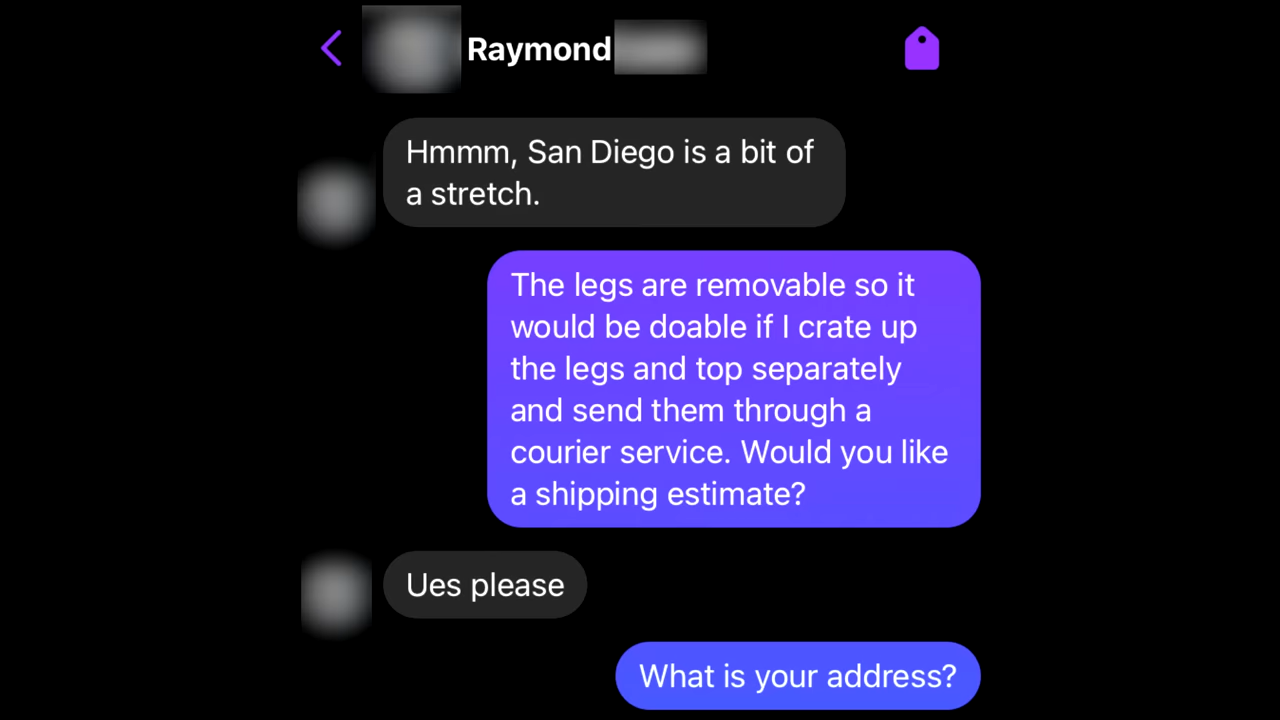 Raymond
Hmmm, San Diego is a bit of
a stretch.
The legs are removable so it
would be doable if I crate up
the legs and top separately
and send them through a
courier service. Would you like
a shipping estimate?
Ues please
What is your address?